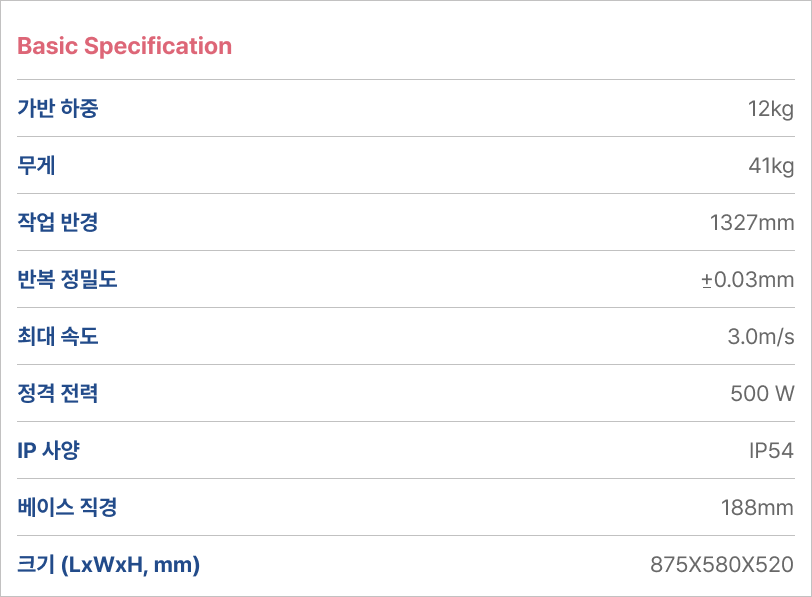 Basic Specification
가반 하중 12kg
무게 41kg
작업 반경 1327mm
반복 정밀도 ±0.03mm
최대 속도 3.0m/s
정격 전력 500 W
IP 사양 IP54
베이스 직경 188mm
크기 (LxWxH, mm) 875X580X520